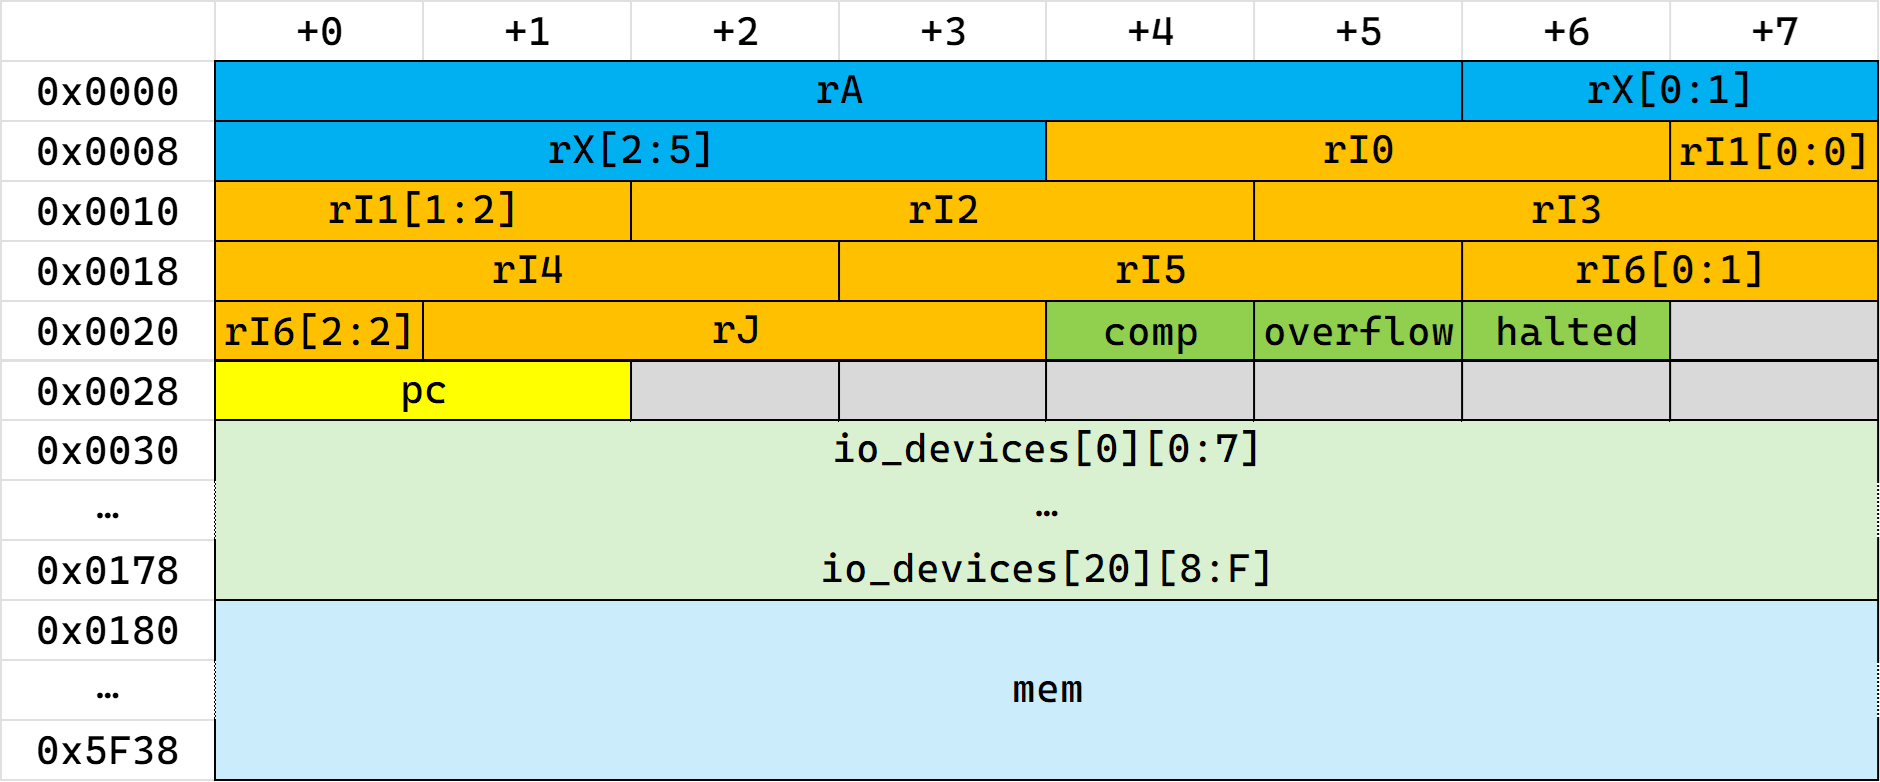 +0 +1 +2 +3 +4 +5 +6 +7
0x0000 rA rX[0:1]
0x0008 rX[2:5] rI0 rI1[0:0]
0x0010 rI1[1:2] rI2 rI3
0x0018 rI4 rI5 rI6[0:1]
0x0020 rI6[2:2] rJ comp overflow halted
0x0028 pc
0x0030 io_devices[0][0:7]
… …
0x0178 io_devices[20][8:F]
0x0180
… mem
0x5F38